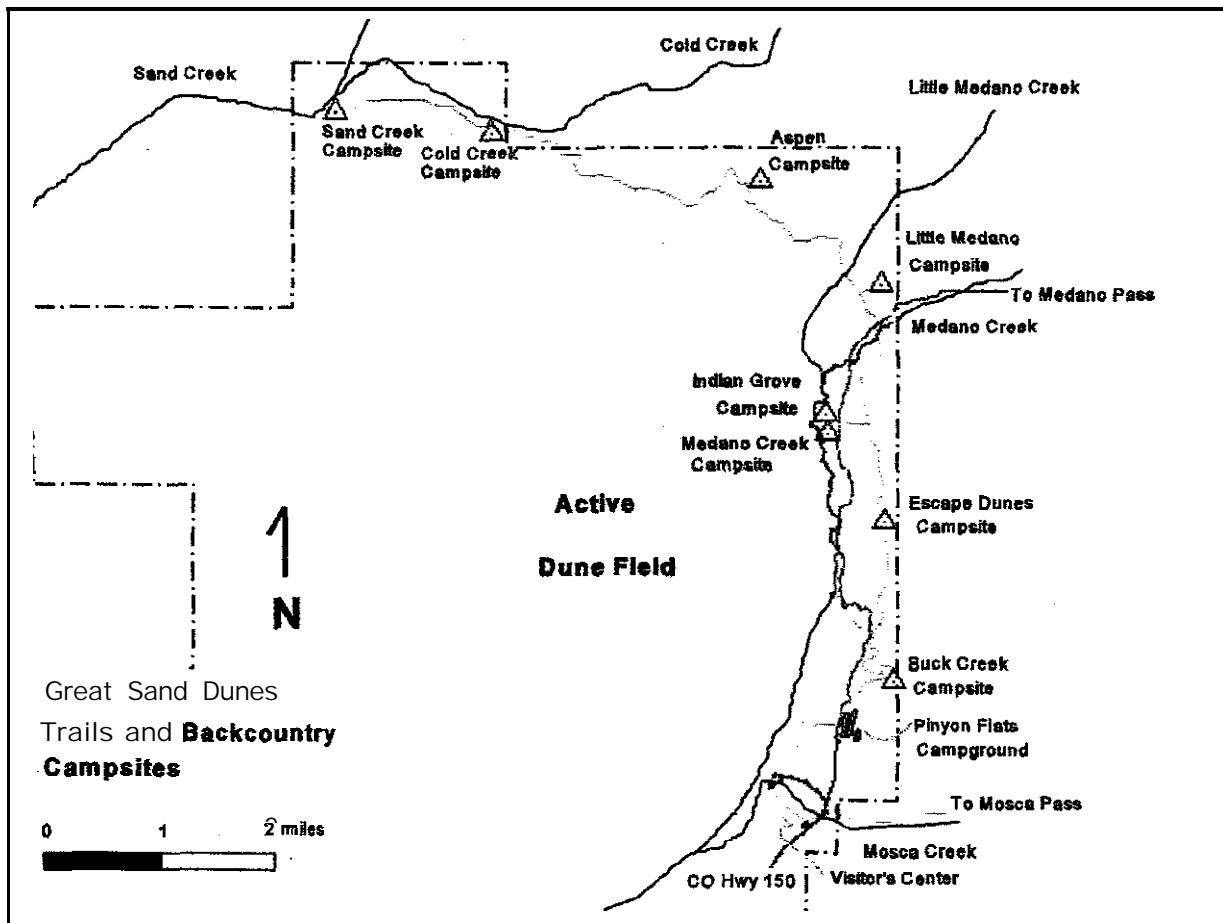 Cold Creek
Sand Creek
Little Medano Creek
Sand Creek
Campsite
Cold Creek
Campsite
Aspen
Campsite
Little Medano
Campsite
To Medano Pass
Medano Creek
Indian Grove
Campsite
Medano Creek
Campsite
Active
Dune Field
Escape Dunes
Campsite
N
Buck Creek
Campsite
Great Sand Dunes
Trails and Backcountry
Campsites
Pinyon Flats
Campground
0 1 2 miles
To Mosca Pass
Mosca Creek
CO Hwy 150
Visitor's Center